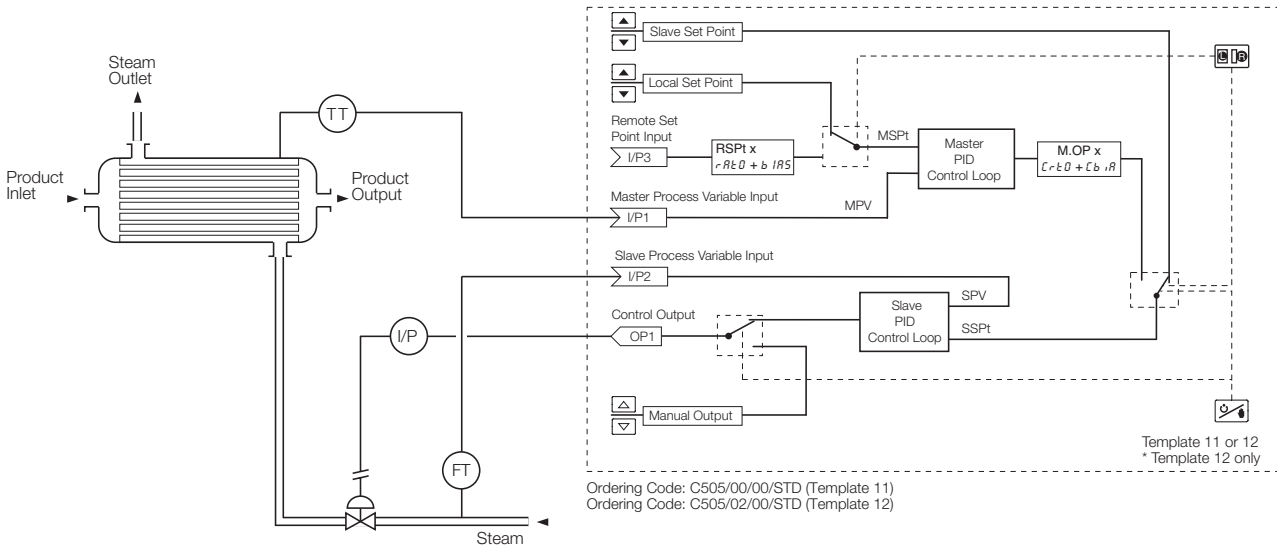 Steam
Outlet
TT
Product
Inlet
Product
Output
I/P
FT
Steam
Slave Set Point
Local Set Point
Remote Set
Point Input
I/P3
RSPt x
rAtO + bIAS
MSPt
Master
PID
Control Loop
M.OP x
CrtO + CbiA
L R
Master Process Variable Input
I/P1
MPV
Slave Process Variable Input
I/P2
SPV
Control Output
OP1
Slave
PID
Control Loop
SSPt
Manual Output
Template 11 or 12
* Template 12 only
Ordering Code: C505/00/00/STD (Template 11)
Ordering Code: C505/02/00/STD (Template 12)